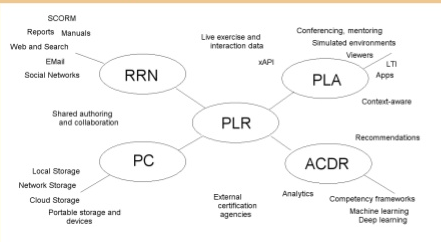 SCORM
Reports Manuals
Web and Search
EMail
Social Networks
RRN
Live exercise and
interaction data
xAPI
Conferencing, mentoring
Simulated environments
Viewers
LTI
Apps
PLA
Context-aware
Shared authoring
and collaboration
PLR
Recommendations
PC
ACDR
Local Storage
Network Storage
Cloud Storage
Portable storage and
devices
External
certification
agencies
Analytics
Competency frameworks
Machine learning
Deep learning